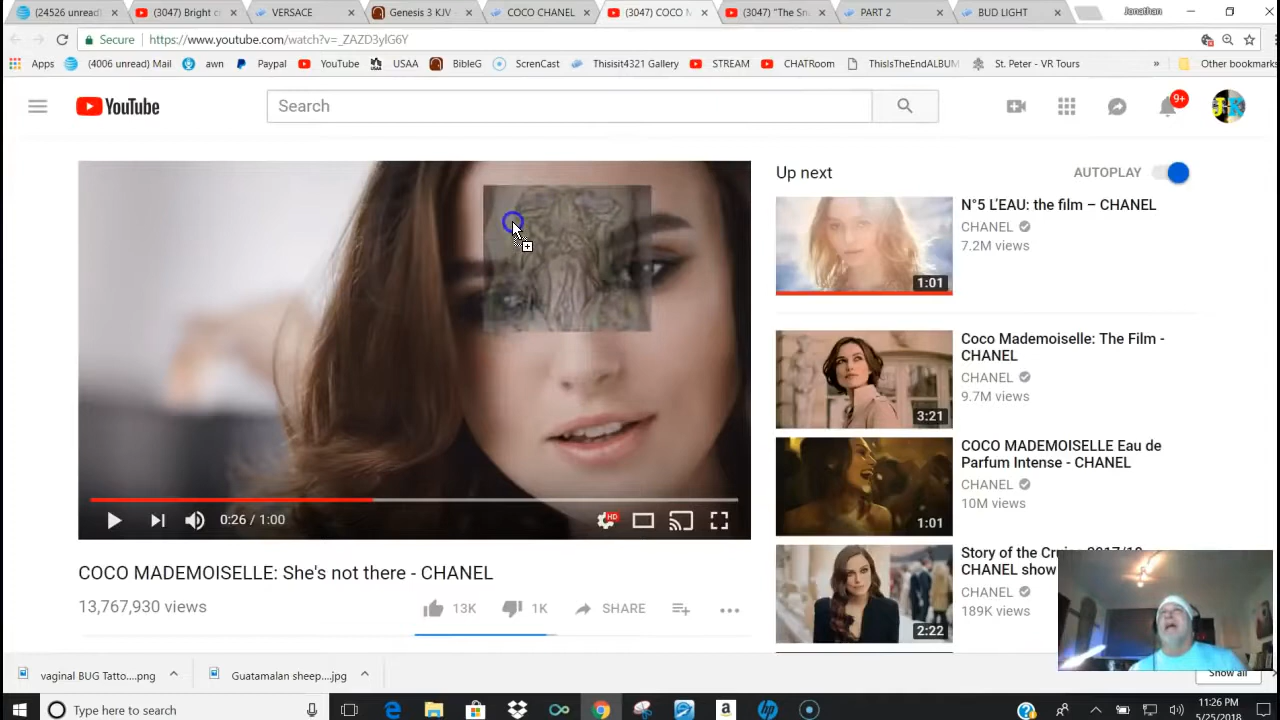 (24526 unread)
(3047) Bright c
VERSACE
Genesis 3 KJV
COCO CHANEL
(3047) COCO M
(3047) "The Sn
PART 2
BUD LIGHT
Jonathan
Secure
https://www.youtube.com/watch?v=_ZAZD3ylG6Y
Apps
(4006 unread) Mail
awn
Paypal
YouTube
USAA
BibleG
ScrenCast
Thisisit4321 Gallery
STREAM
CHATRoom
ThisIsTheEndALBUM
St. Peter - VR Tours
»
Other bookmarks
YouTube
Search
9+
Up next
AUTOPLAY
N°5 L'EAU: the film – CHANEL
CHANEL
7.2M views
1:01
Coco Mademoiselle: The Film -
CHANEL
CHANEL
9.7M views
3:21
COCO MADEMOISELLE Eau de
Parfum Intense - CHANEL
CHANEL
10M views
1:01
Story of the Cruise 2017/18
CHANEL show
CHANEL
189K views
2:22
0:26 / 1:00
HD
COCO MADEMOISELLE: She's not there - CHANEL
13,767,930 views
13K
1K
SHARE
vaginal BUG Tatto....png
Guatamalan sheep....jpg
Show all
Type here to search
11:26 PM
5/25/2018